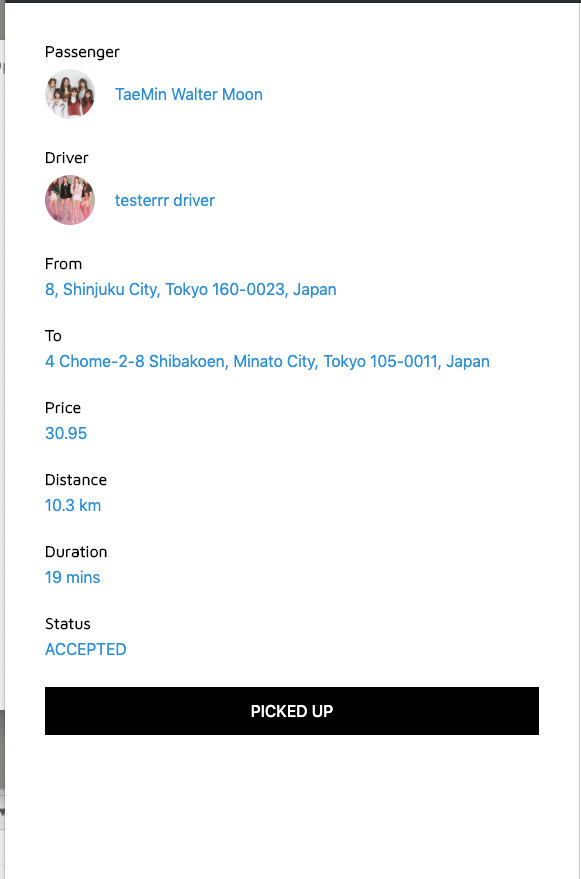 Passenger
TaeMin Walter Moon
Driver
testerrr driver
From
8, Shinjuku City, Tokyo 160-0023, Japan
To
4 Chome-2-8 Shibakoen, Minato City, Tokyo 105-0011, Japan
Price
30.95
Distance
10.3 km
Duration
19 mins
Status
ACCEPTED
PICKED UP